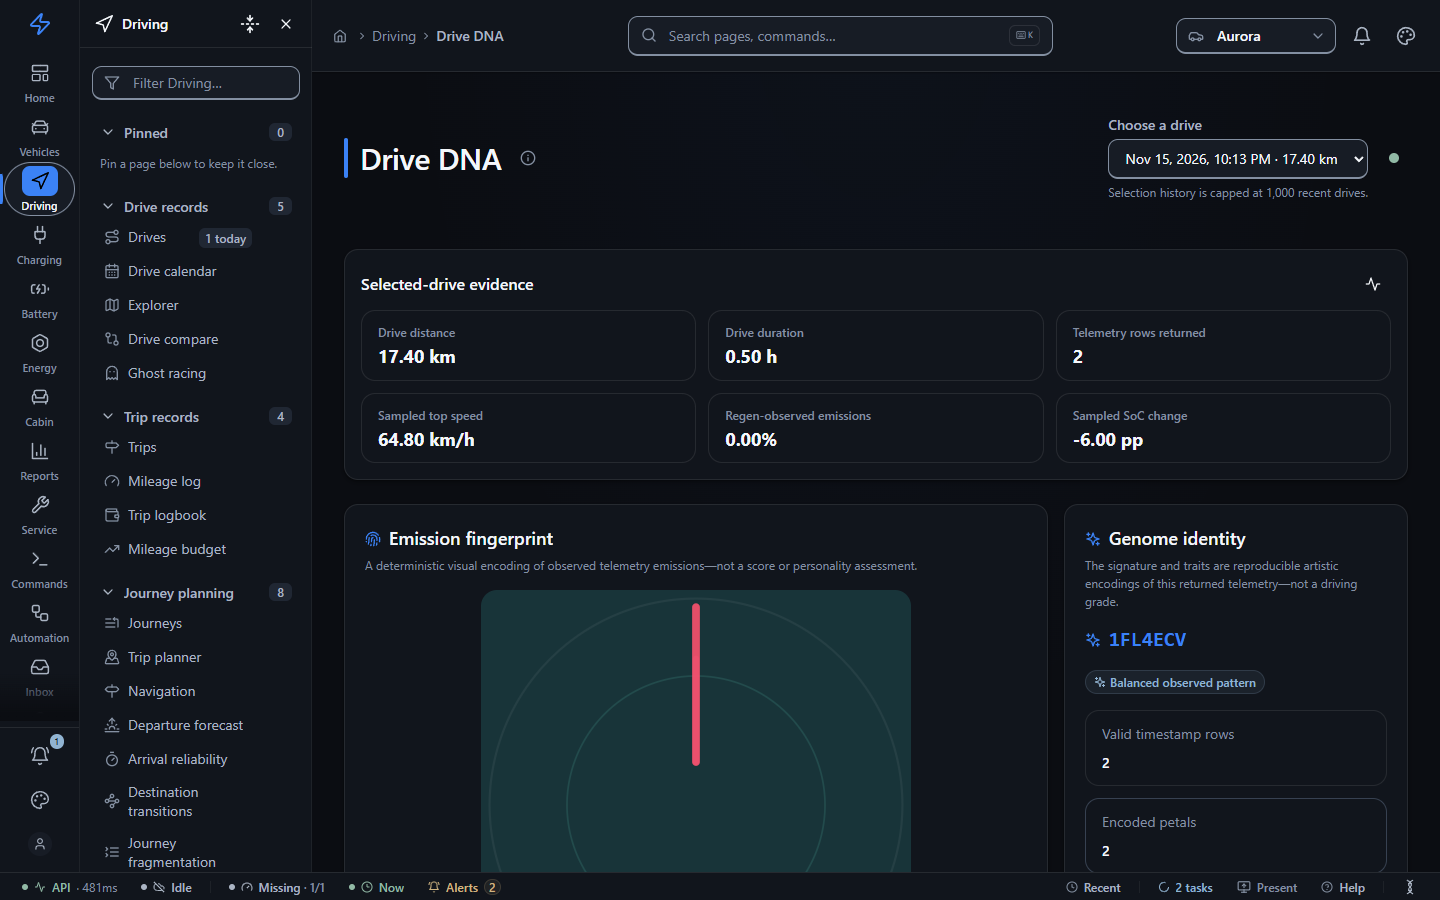 Home
Vehicles
Driving
Charging
Battery
Energy
Cabin
Reports
Service
Commands
Automation
Inbox
1
Driving
Filter Driving...
Pinned 0
Pin a page below to keep it close.
Drive records 5
Drives 1 today
Drive calendar
Explorer
Drive compare
Ghost racing
Trip records 4
Trips
Mileage log
Trip logbook
Mileage budget
Journey planning 8
Journeys
Trip planner
Navigation
Departure forecast
Arrival reliability
Destination
transitions
Journey
fragmentation
Driving Drive DNA
Search pages, commands... K
Aurora
Drive DNA
Choose a drive
Nov 15, 2026, 10:13 PM · 17.40 km
Selection history is capped at 1,000 recent drives.
Selected-drive evidence
Drive distance
17.40 km
Drive duration
0.50 h
Telemetry rows returned
2
Sampled top speed
64.80 km/h
Regen-observed emissions
0.00%
Sampled SoC change
-6.00 pp
Emission fingerprint
A deterministic visual encoding of observed telemetry emissions—not a score or personality assessment.
Genome identity
The signature and traits are reproducible artistic
encodings of this returned telemetry—not a driving
grade.
1FL4ECV
Balanced observed pattern
Valid timestamp rows
2
Encoded petals
2
API · 481ms Idle Missing · 1/1 Now Alerts 2 Recent 2 tasks Present Help